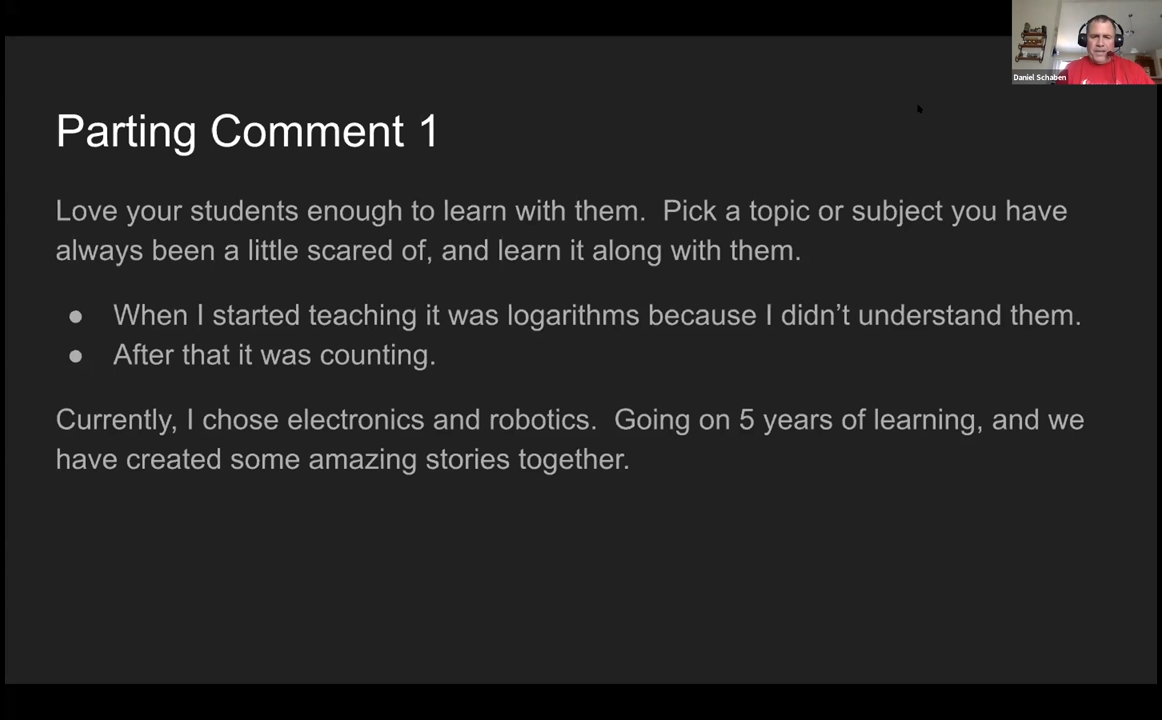 Daniel Schaben
Parting Comment 1
Love your students enough to learn with them.  Pick a topic or subject you have
always been a little scared of, and learn it along with them.
● When I started teaching it was logarithms because I didn’t understand them.
● After that it was counting.
Currently, I chose electronics and robotics.  Going on 5 years of learning, and we
have created some amazing stories together.